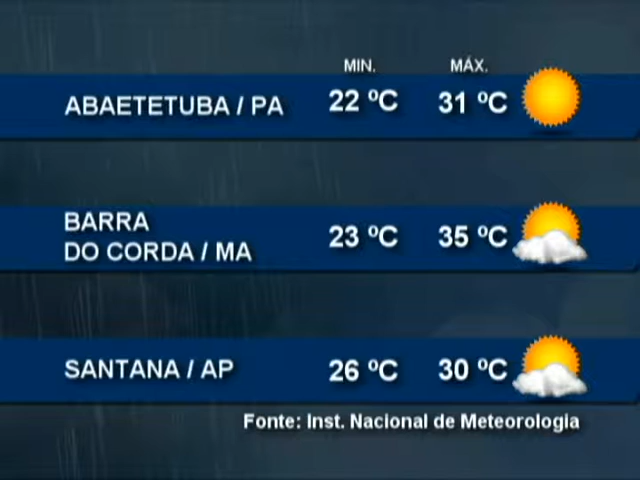 MIN. MÁX.
ABAETETUBA / PA 22 ºC 31 ºC
BARRA
DO CORDA / MA 23 ºC 35 ºC
SANTANA / AP 26 ºC 30 ºC
Fonte: Inst. Nacional de Meteorologia